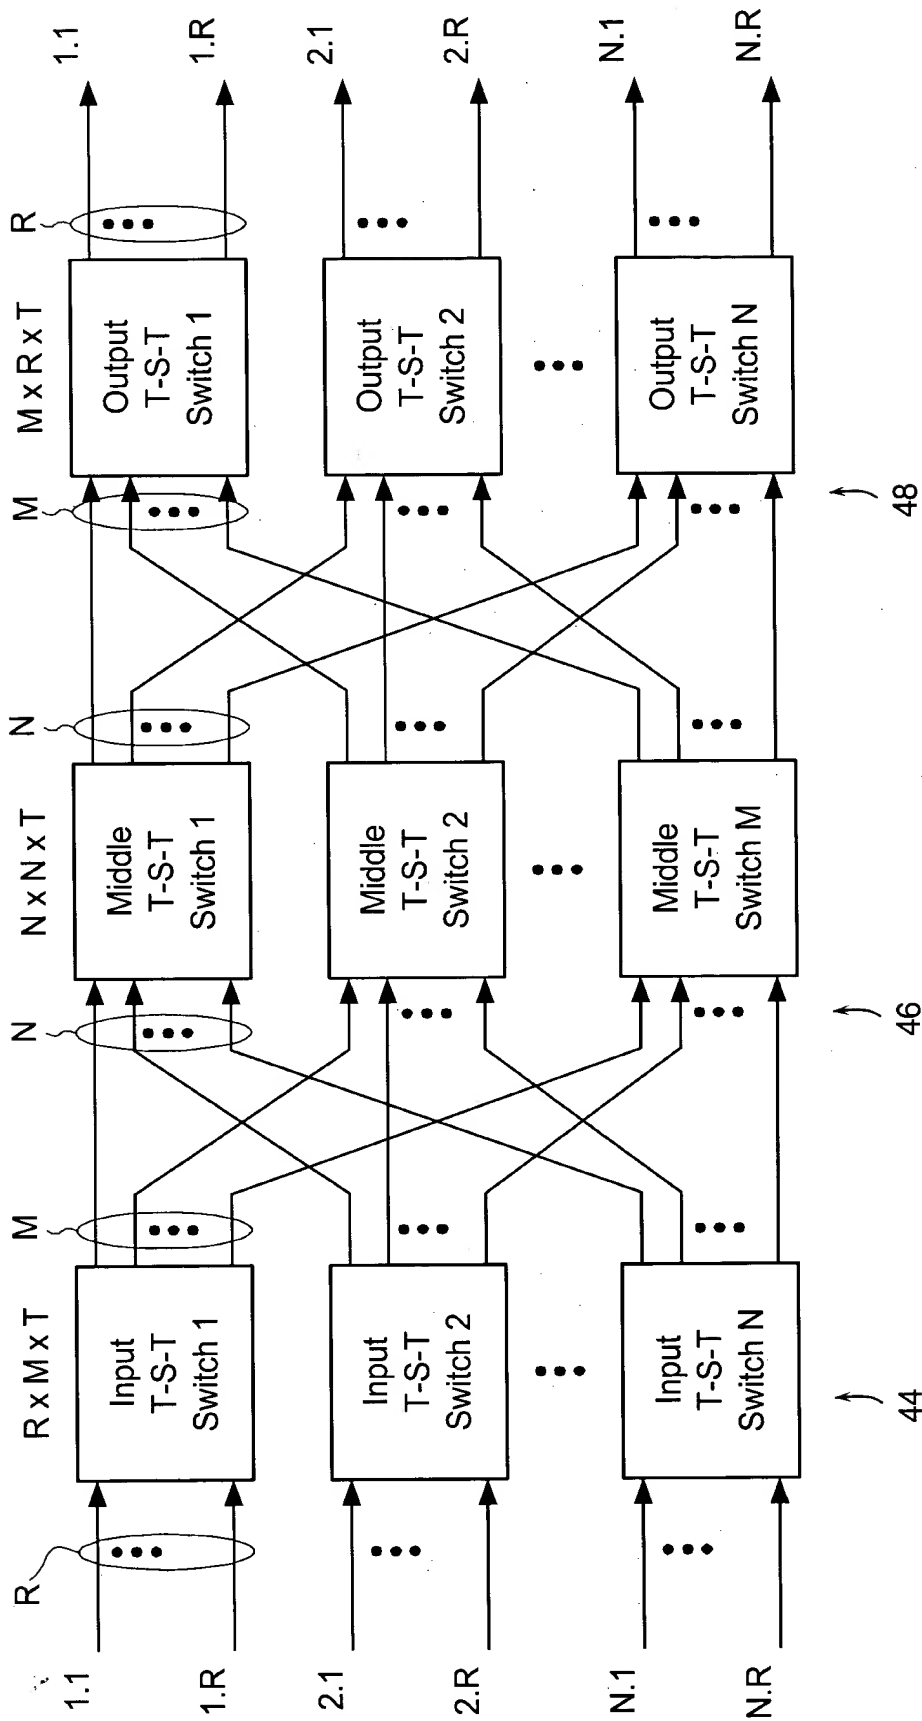 R x M x T
N x N x T
M x R x T
R
M
N
N
M
R
1.1
1.R
Input
T-S-T
Switch 1
Middle
T-S-T
Switch 1
Output
T-S-T
Switch 1
1.1
1.R
2.1
2.R
Input
T-S-T
Switch 2
Middle
T-S-T
Switch 2
Output
T-S-T
Switch 2
2.1
2.R
N.1
N.R
Input
T-S-T
Switch N
Middle
T-S-T
Switch M
Output
T-S-T
Switch N
N.1
N.R
44
46
48